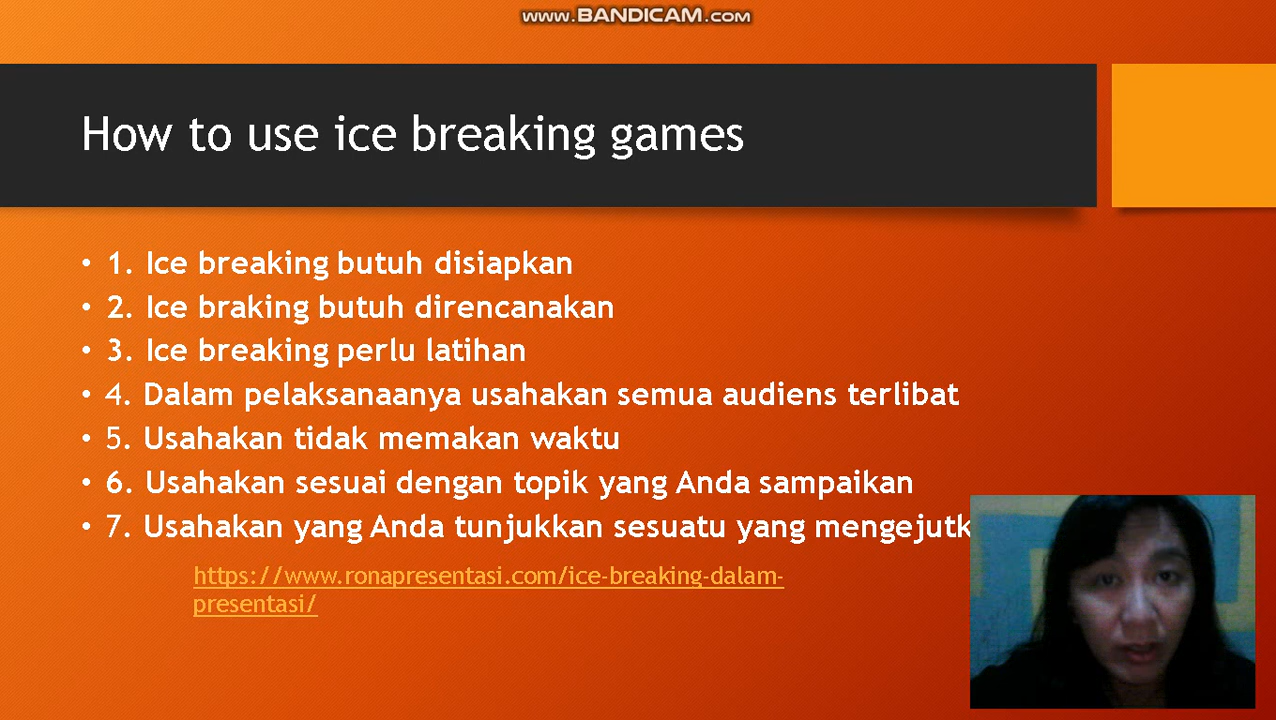 www.BANDICAM.com
How to use ice breaking games
• 1. Ice breaking butuh disiapkan
• 2. Ice braking butuh direncanakan
• 3. Ice breaking perlu latihan
• 4. Dalam pelaksanaanya usahakan semua audiens terlibat
• 5. Usahakan tidak memakan waktu
• 6. Usahakan sesuai dengan topik yang Anda sampaikan
• 7. Usahakan yang Anda tunjukkan sesuatu yang mengejutk
https://www.ronapresentasi.com/ice-breaking-dalam-
presentasi/